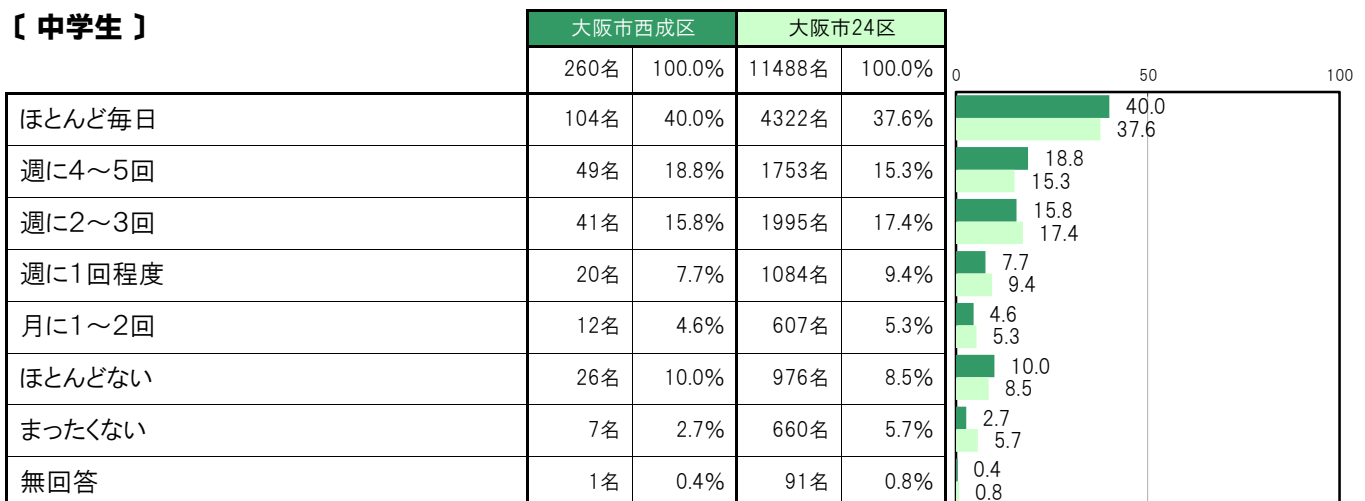 〔 中学生 〕
大阪市西成区 大阪市24区
260名 100.0% 11488名 100.0%
0 50 100
ほとんど毎日 104名 40.0% 4322名 37.6% 40.0
37.6
週に4～5回 49名 18.8% 1753名 15.3% 18.8
15.3
週に2～3回 41名 15.8% 1995名 17.4% 15.8
17.4
週に1回程度 20名 7.7% 1084名 9.4% 7.7
9.4
月に1～2回 12名 4.6% 607名 5.3% 4.6
5.3
ほとんどない 26名 10.0% 976名 8.5% 10.0
8.5
まったくない 7名 2.7% 660名 5.7% 2.7
5.7
無回答 1名 0.4% 91名 0.8% 0.4
0.8